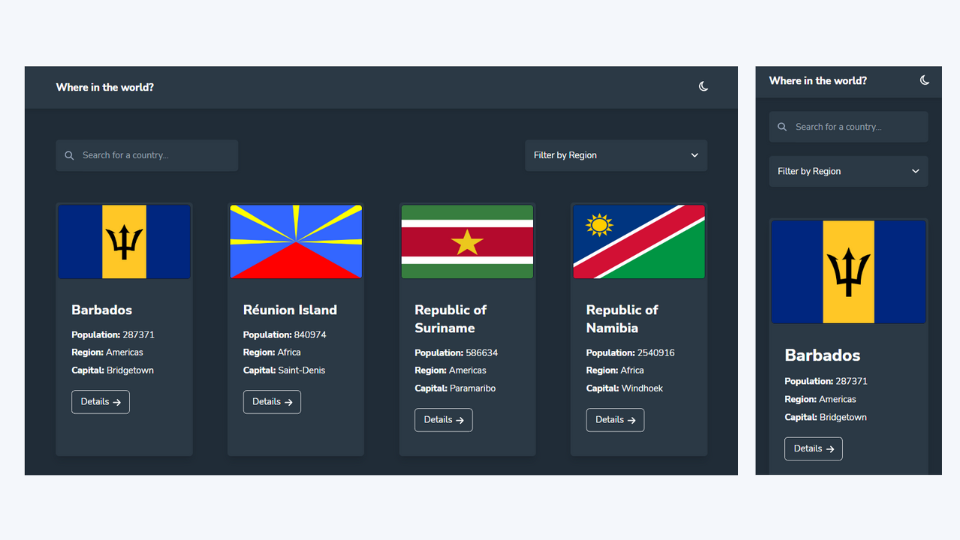 Where in the world?
Search for a country...
Filter by Region
Barbados
Population: 287371
Region: Americas
Capital: Bridgetown
Details →
Réunion Island
Population: 840974
Region: Africa
Capital: Saint-Denis
Details →
Republic of
Suriname
Population: 586634
Region: Americas
Capital: Paramaribo
Details →
Republic of
Namibia
Population: 2540916
Region: Africa
Capital: Windhoek
Details →
Where in the world?
Search for a country...
Filter by Region
Barbados
Population: 287371
Region: Americas
Capital: Bridgetown
Details →